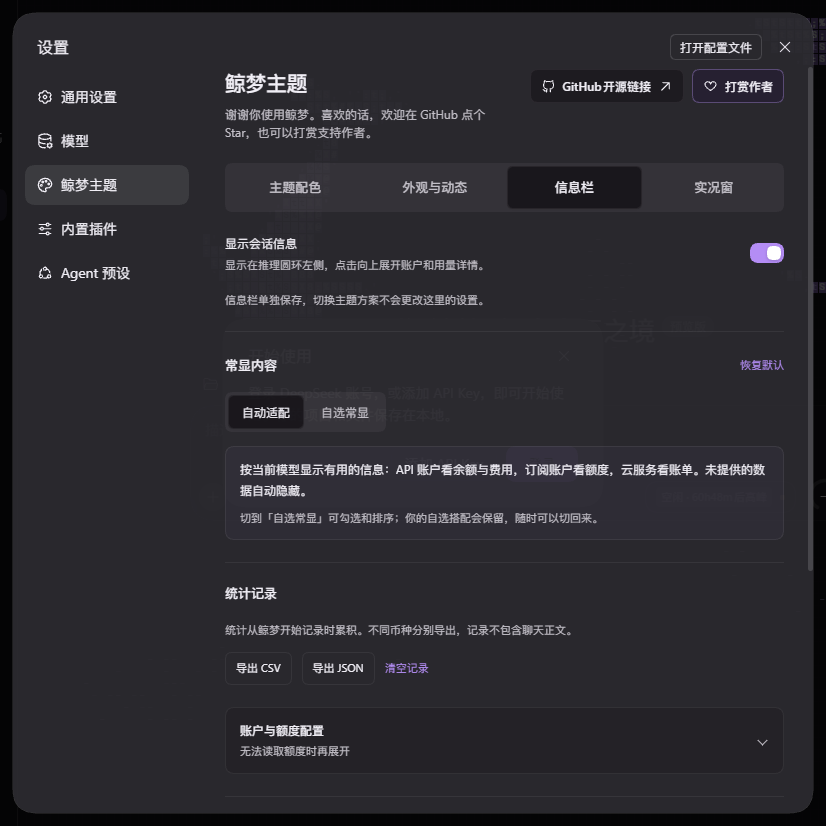 设置
打开配置文件
通用设置
模型
鲸梦主题
内置插件
Agent 预设
鲸梦主题
GitHub开源链接
打赏作者
谢谢你使用鲸梦。喜欢的话，欢迎在 GitHub 点个
Star，也可以打赏支持作者。
主题配色
外观与动态
信息栏
实况窗
显示会话信息
显示在推理圆环左侧，点击向上展开账户和用量详情。
信息栏单独保存，切换主题方案不会更改这里的设置。
常显内容
恢复默认
自动适配
自选常显
按当前模型显示有用的信息：API 账户看余额与费用，订阅账户看额度，云服务看账单。未提供的数
据自动隐藏。
切到「自选常显」可勾选和排序；你的自选搭配会保留，随时可以切回来。
统计记录
统计从鲸梦开始记录时累积。不同币种分别导出，记录不包含聊天正文。
导出 CSV
导出 JSON
清空记录
账户与额度配置
无法读取额度时再展开